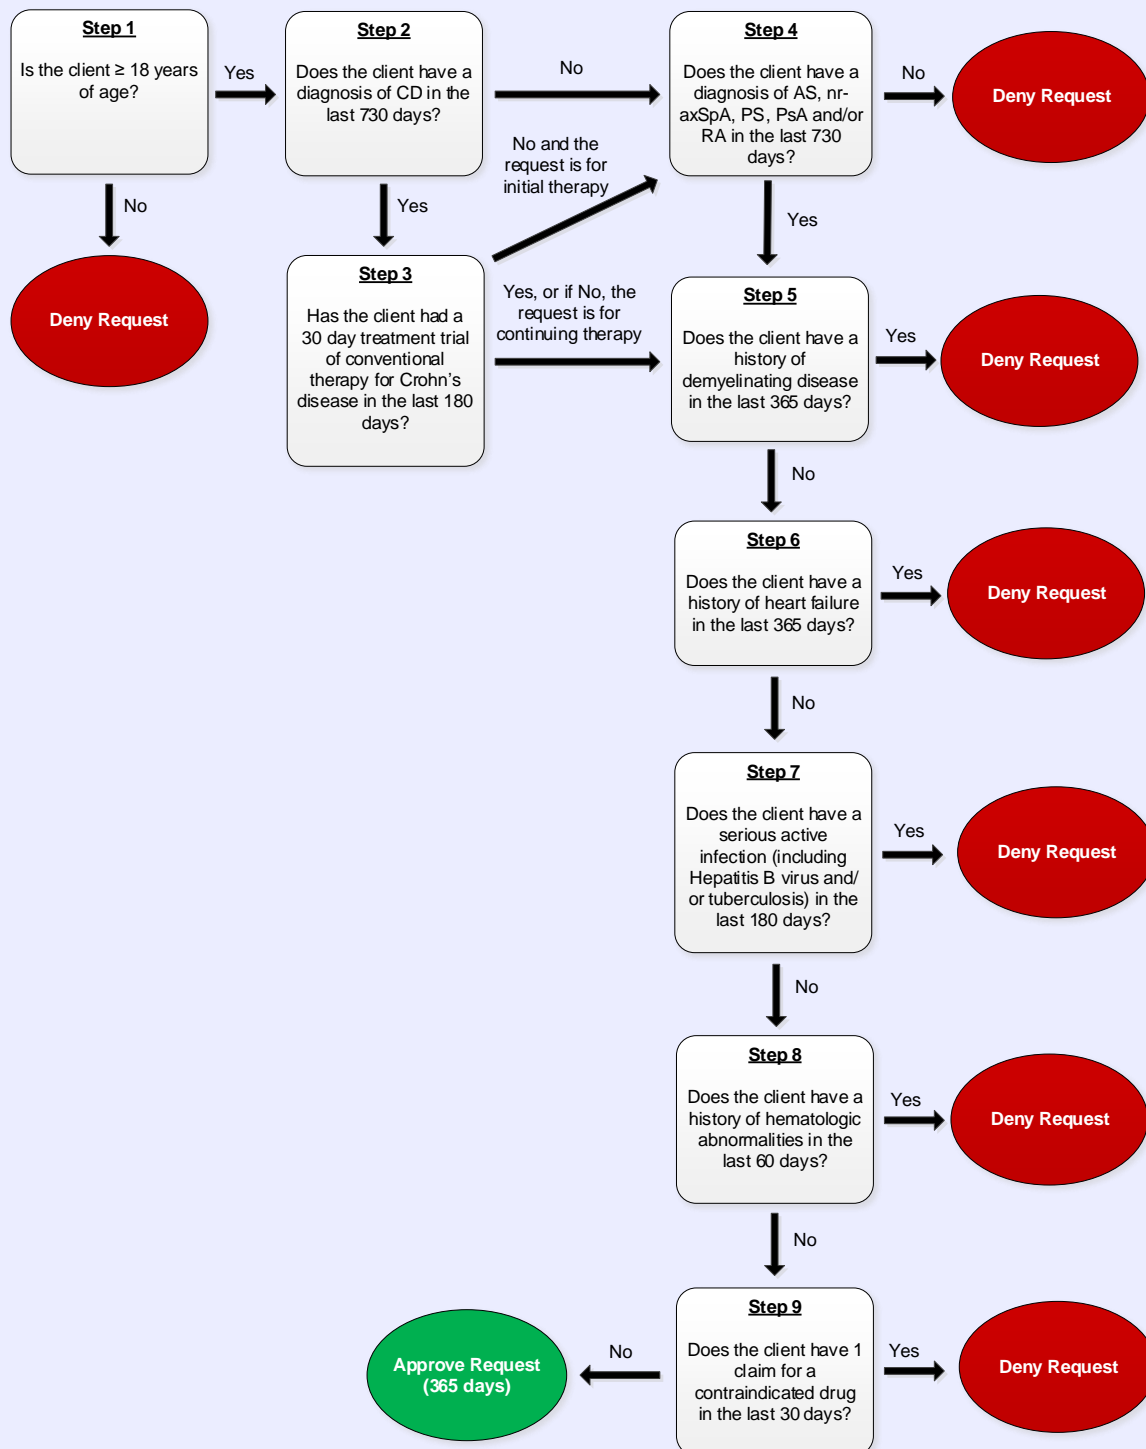 Step 1
Is the client ≥ 18 years
of age?
Yes
No
Deny Request
Step 2
Does the client have a
diagnosis of CD in the
last 730 days?
No
Yes
Step 3
Has the client had a
30 day treatment trial
of conventional
therapy for Crohn's
disease in the last 180
days?
No and the
request is for
initial therapy
Yes, or if No, the
request is for
continuing therapy
Step 4
Does the client have a
diagnosis of AS, nr-
axSpA, PS, PsA and/or
RA in the last 730
days?
No
Deny Request
Yes
Step 5
Does the client have a
history of
demyelinating disease
in the last 365 days?
Yes
Deny Request
No
Step 6
Does the client have a
history of heart failure
in the last 365 days?
Yes
Deny Request
No
Step 7
Does the client have a
serious active
infection (including
Hepatitis B virus and/
or tuberculosis) in the
last 180 days?
Yes
Deny Request
No
Step 8
Does the client have a
history of hematologic
abnormalities in the
last 60 days?
Yes
Deny Request
No
Step 9
Does the client have 1
claim for a
contraindicated drug
in the last 30 days?
Yes
Deny Request
No
Approve Request
(365 days)